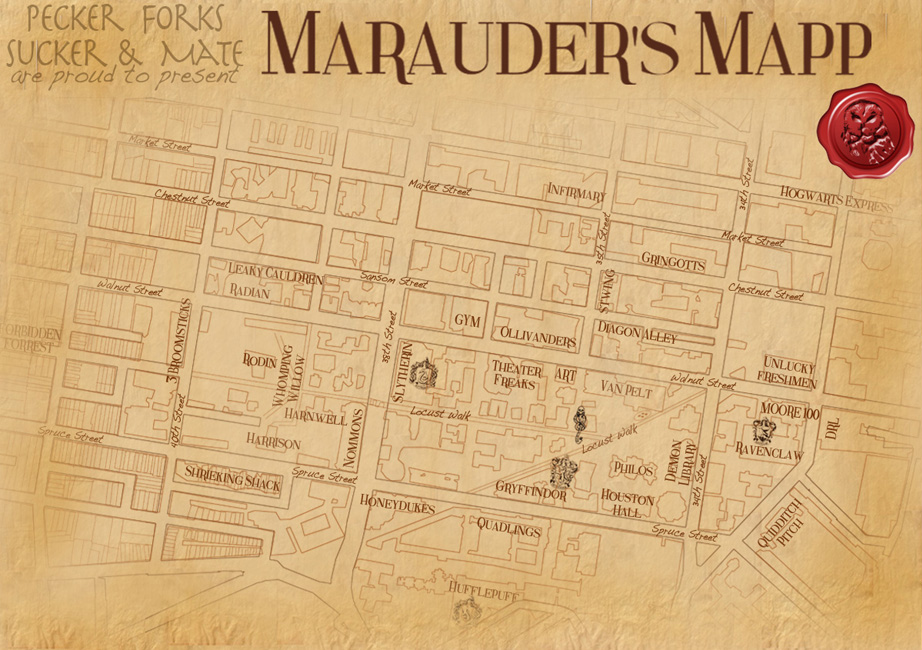 PECKER FORKS
SUCKER & MATE
are proud to present
MARAUDER'S MAPP
Market Street
Chestnut Street
Market Street
INFIRMARY
34th Street
HOGWARTS EXPRESS
35th Street
Market Street
GRINGOTTS
LEAKY CAULDREN
RADIAN
Sansom Street
Walnut Street
STWING
Chestnut Street
FORBIDDEN
FORREST
3 BROOMSTICKS
38th Street
GYM
OLLIVANDERS
DIAGON ALLEY
RODIN
WHOMPING
WILLOW
SLYTHERIN
THEATER
FREAKS
ART
VAN PELT
Walnut Street
UNLUCKY
FRESHMEN
40th Street
HARNWELL
NOMMONS
Locust Walk
Locust Walk
MOORE 100
DRL
RAVENCLAW
Spruce Street
HARRISON
SHRIEKING SHACK
Spruce Street
GRYFFINDOR
PHILOS
DEMON
LIBRARY
34th Street
HOUSTON
HALL
HONEYDUKES
QUADLINGS
Spruce Street
QUIDDITCH
PITCH
HUFFLEPUFF